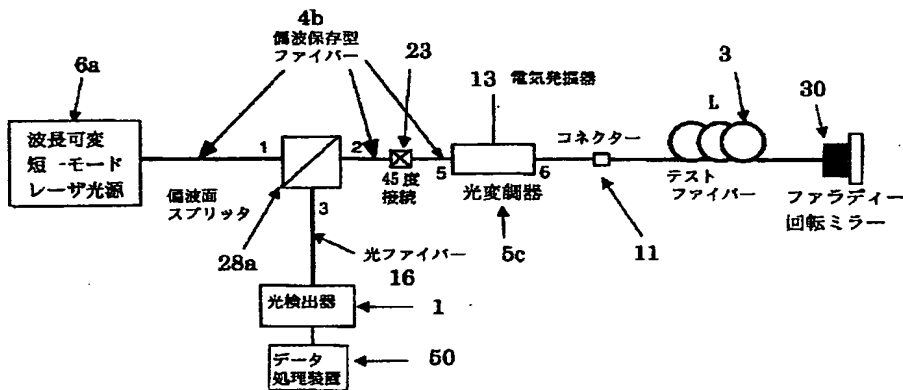 4b
偏波保存型
ファイバー
6a
23
13 電気発振器
3
30
L
波長可変
短一モード
レーザ光源
1
2
コネクター
5
6
45度
接続
光変調器
テスト
ファイバー
ファラディー
回転ミラー
偏波面
スプリッタ
3
28a
光ファイバー
16
5c
11
光検出器
1
データ
処理装置
50